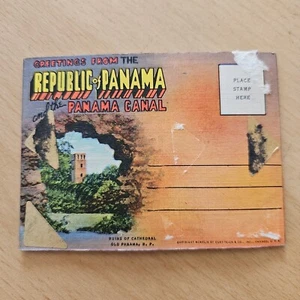 GREETINGS FROM THE
REPUBLIC of PANAMA
and the PANAMA CANAL
PLACE
STAMP
HERE
RUINS OF CATHEDRAL
OLD PANAMA, R. P.